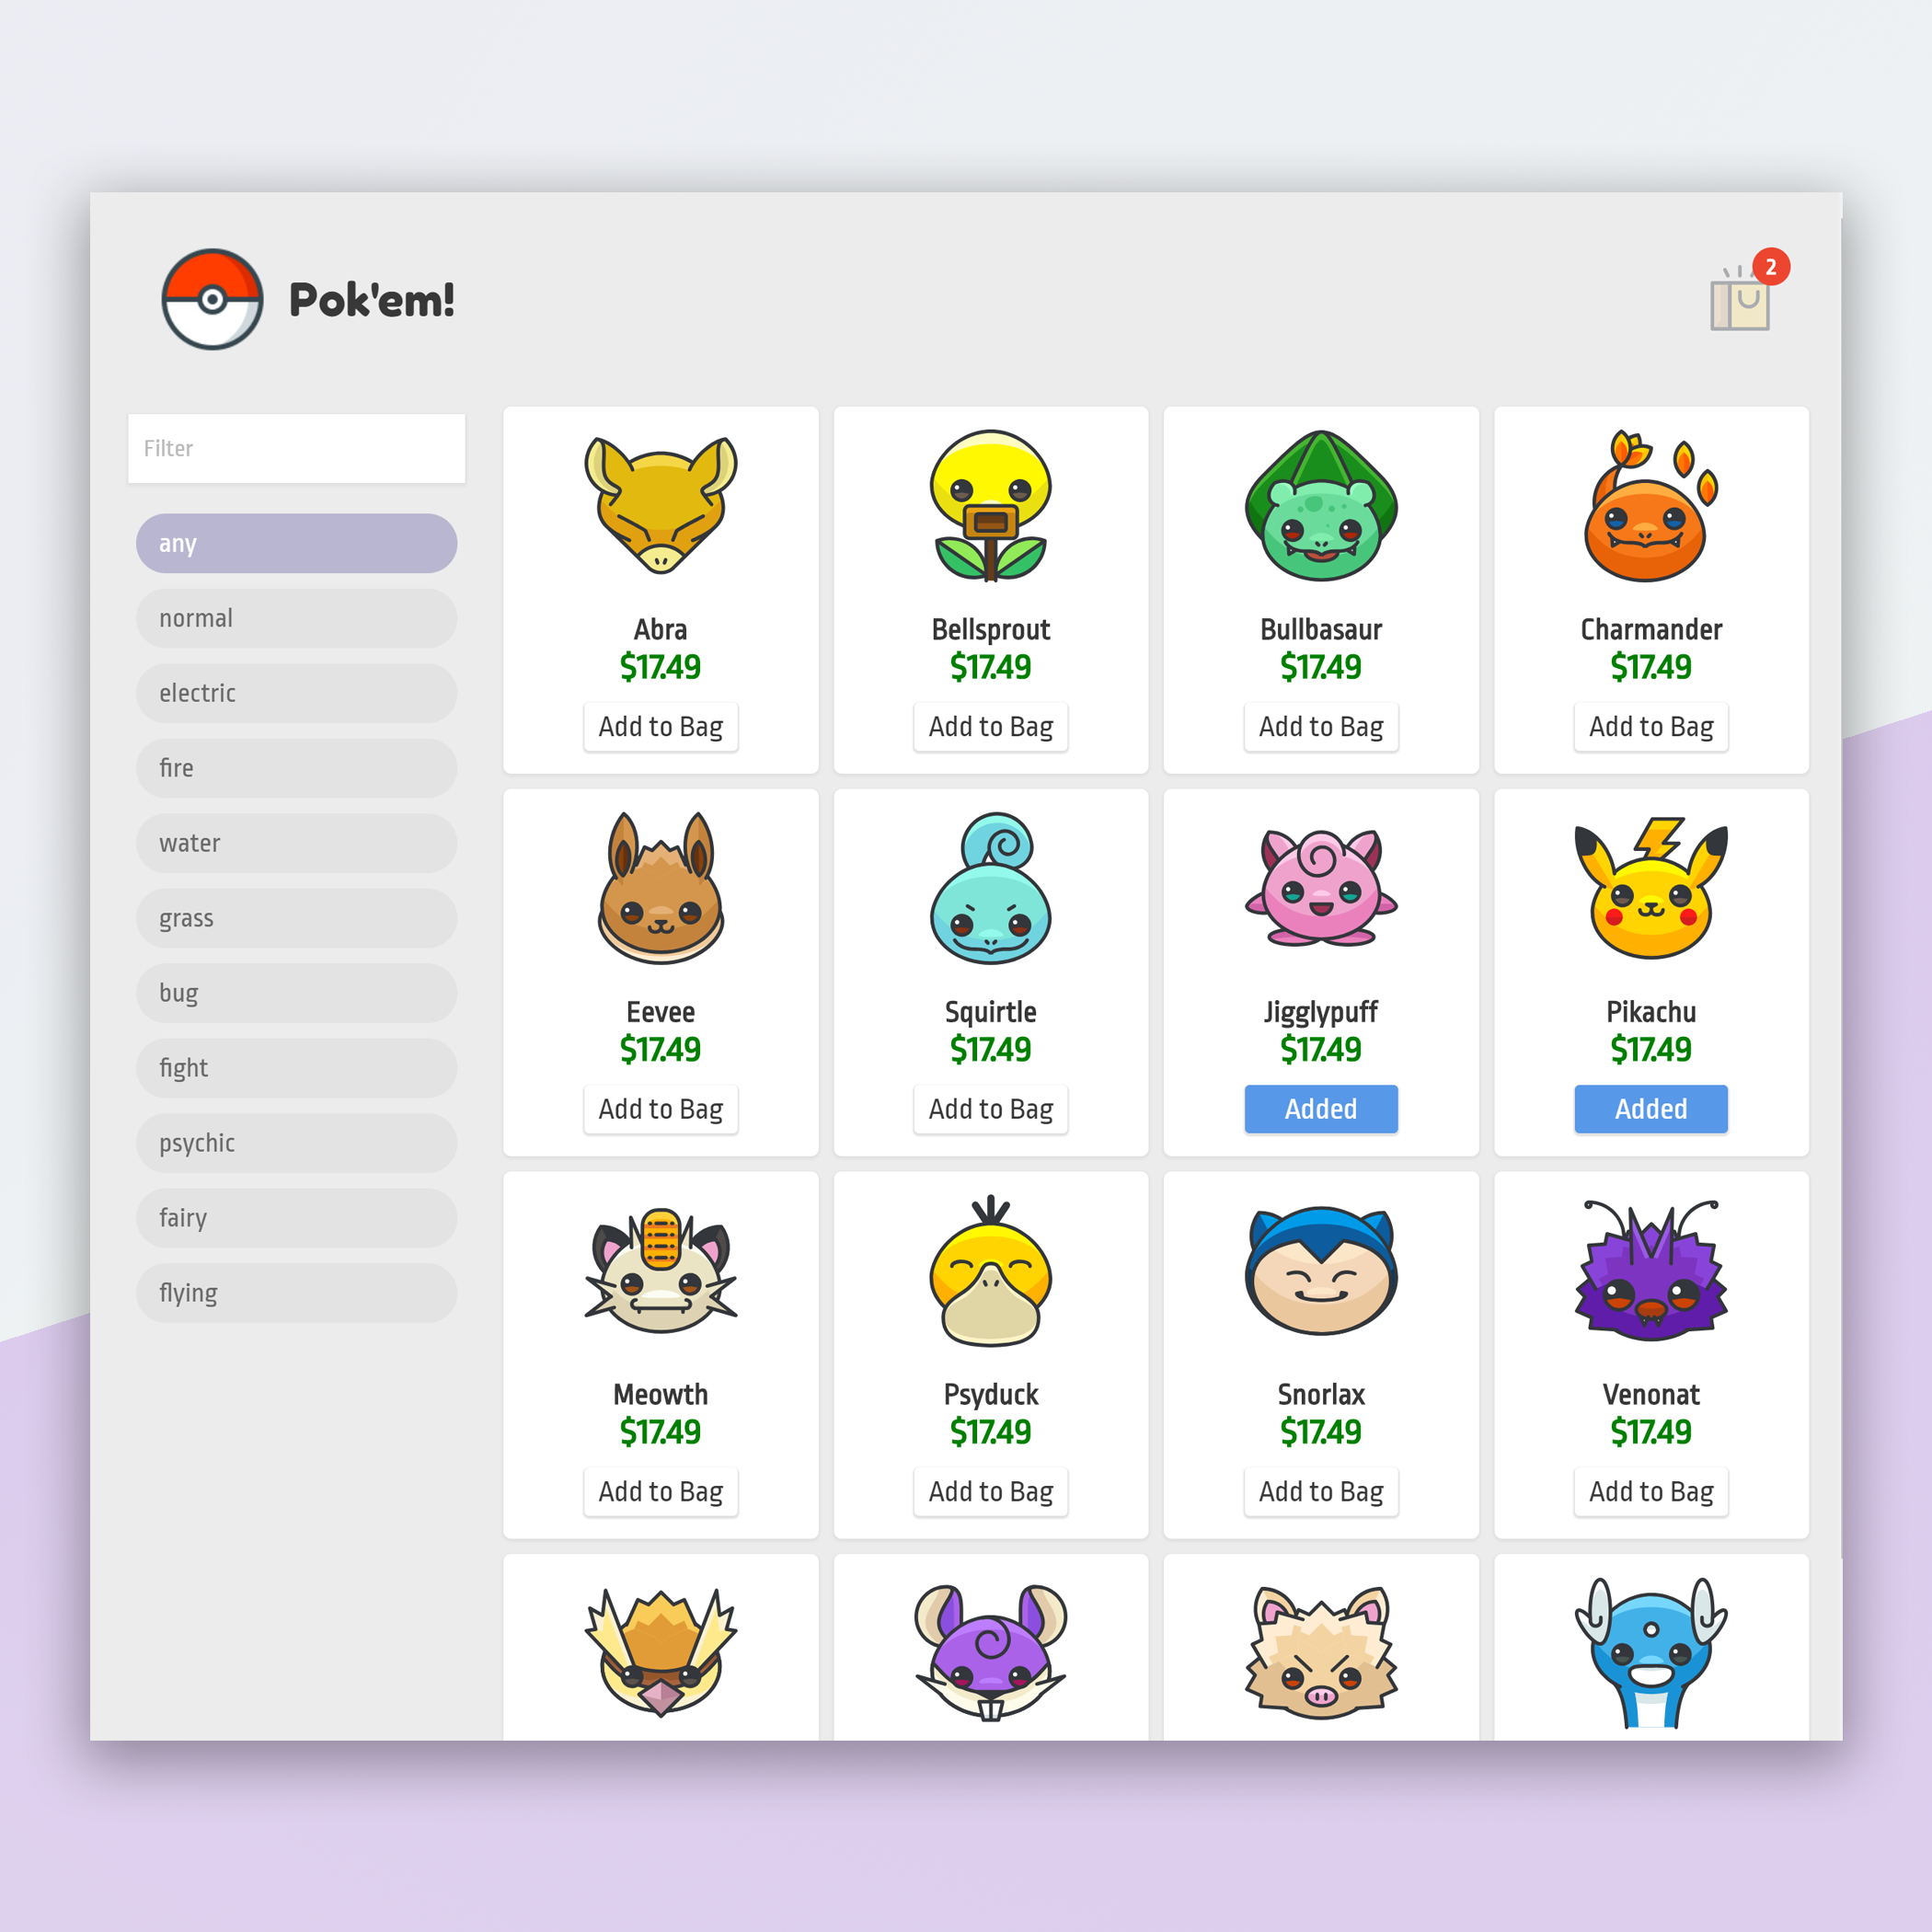 Pok'em!
2
Filter
any
normal
electric
fire
water
grass
bug
fight
psychic
fairy
flying
Abra
$17.49
Add to Bag
Bellsprout
$17.49
Add to Bag
Bullbasaur
$17.49
Add to Bag
Charmander
$17.49
Add to Bag
Eevee
$17.49
Add to Bag
Squirtle
$17.49
Add to Bag
Jigglypuff
$17.49
Added
Pikachu
$17.49
Added
Meowth
$17.49
Add to Bag
Psyduck
$17.49
Add to Bag
Snorlax
$17.49
Add to Bag
Venonat
$17.49
Add to Bag